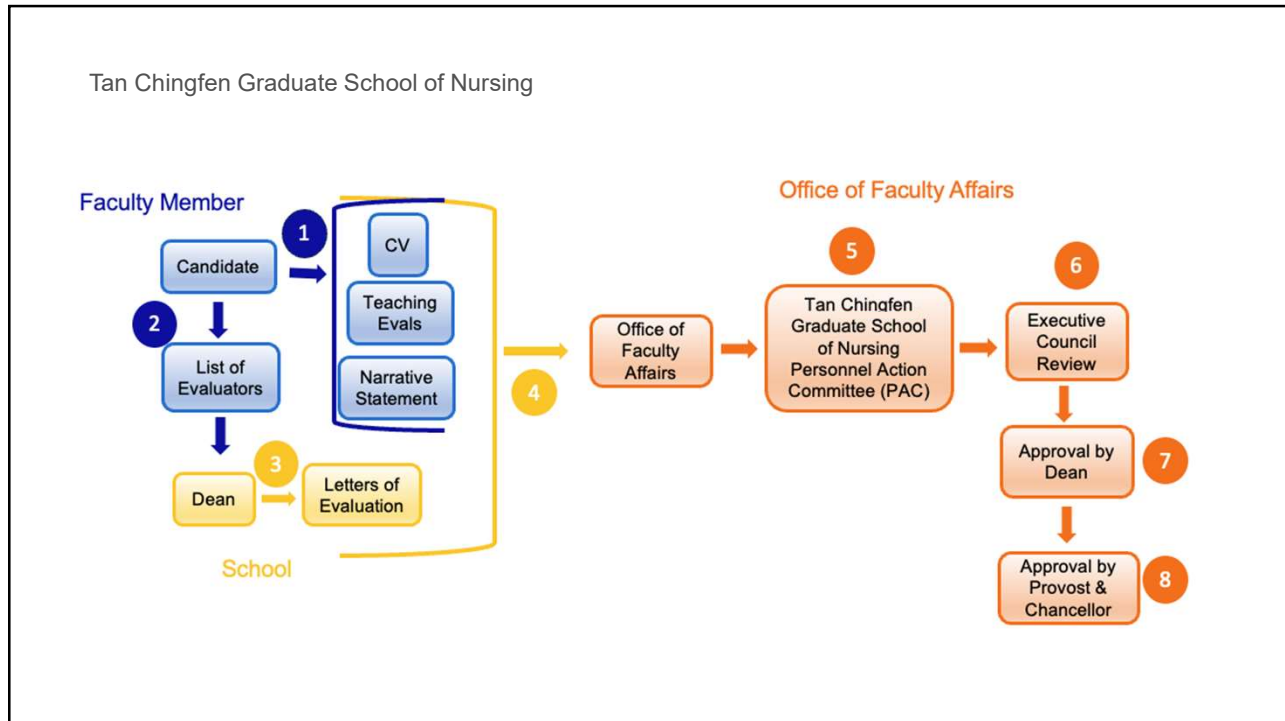 Tan Chingfen Graduate School of Nursing
Faculty Member
1
CV
Candidate
Teaching
Evals
2
List of
Evaluators
Narrative
Statement
3
Dean
Letters of
Evaluation
School
4
Office of Faculty Affairs
Office of
Faculty
Affairs
5
Tan Chingfen
Graduate School
of Nursing
Personnel Action
Committee (PAC)
6
Executive
Council
Review
Approval by
Dean
7
Approval by
Provost &
Chancellor
8